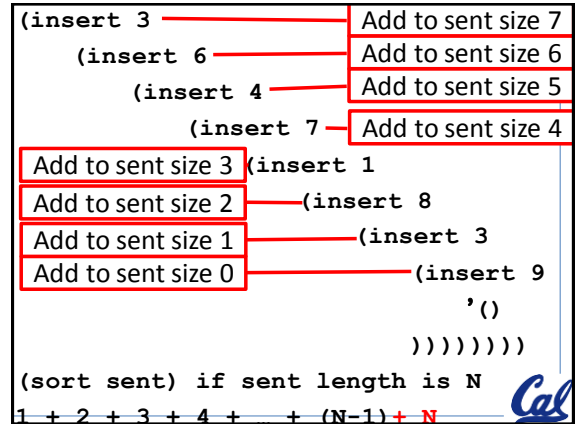 (insert 3 Add to sent size 7
(insert 6 Add to sent size 6
(insert 4 Add to sent size 5
(insert 7 Add to sent size 4
Add to sent size 3 (insert 1
Add to sent size 2 (insert 8
Add to sent size 1 (insert 3
Add to sent size 0 (insert 9
’()
))))))))
(sort sent) if sent length is N
1 + 2 + 3 + 4 + … + (N-1)+ N
Cal